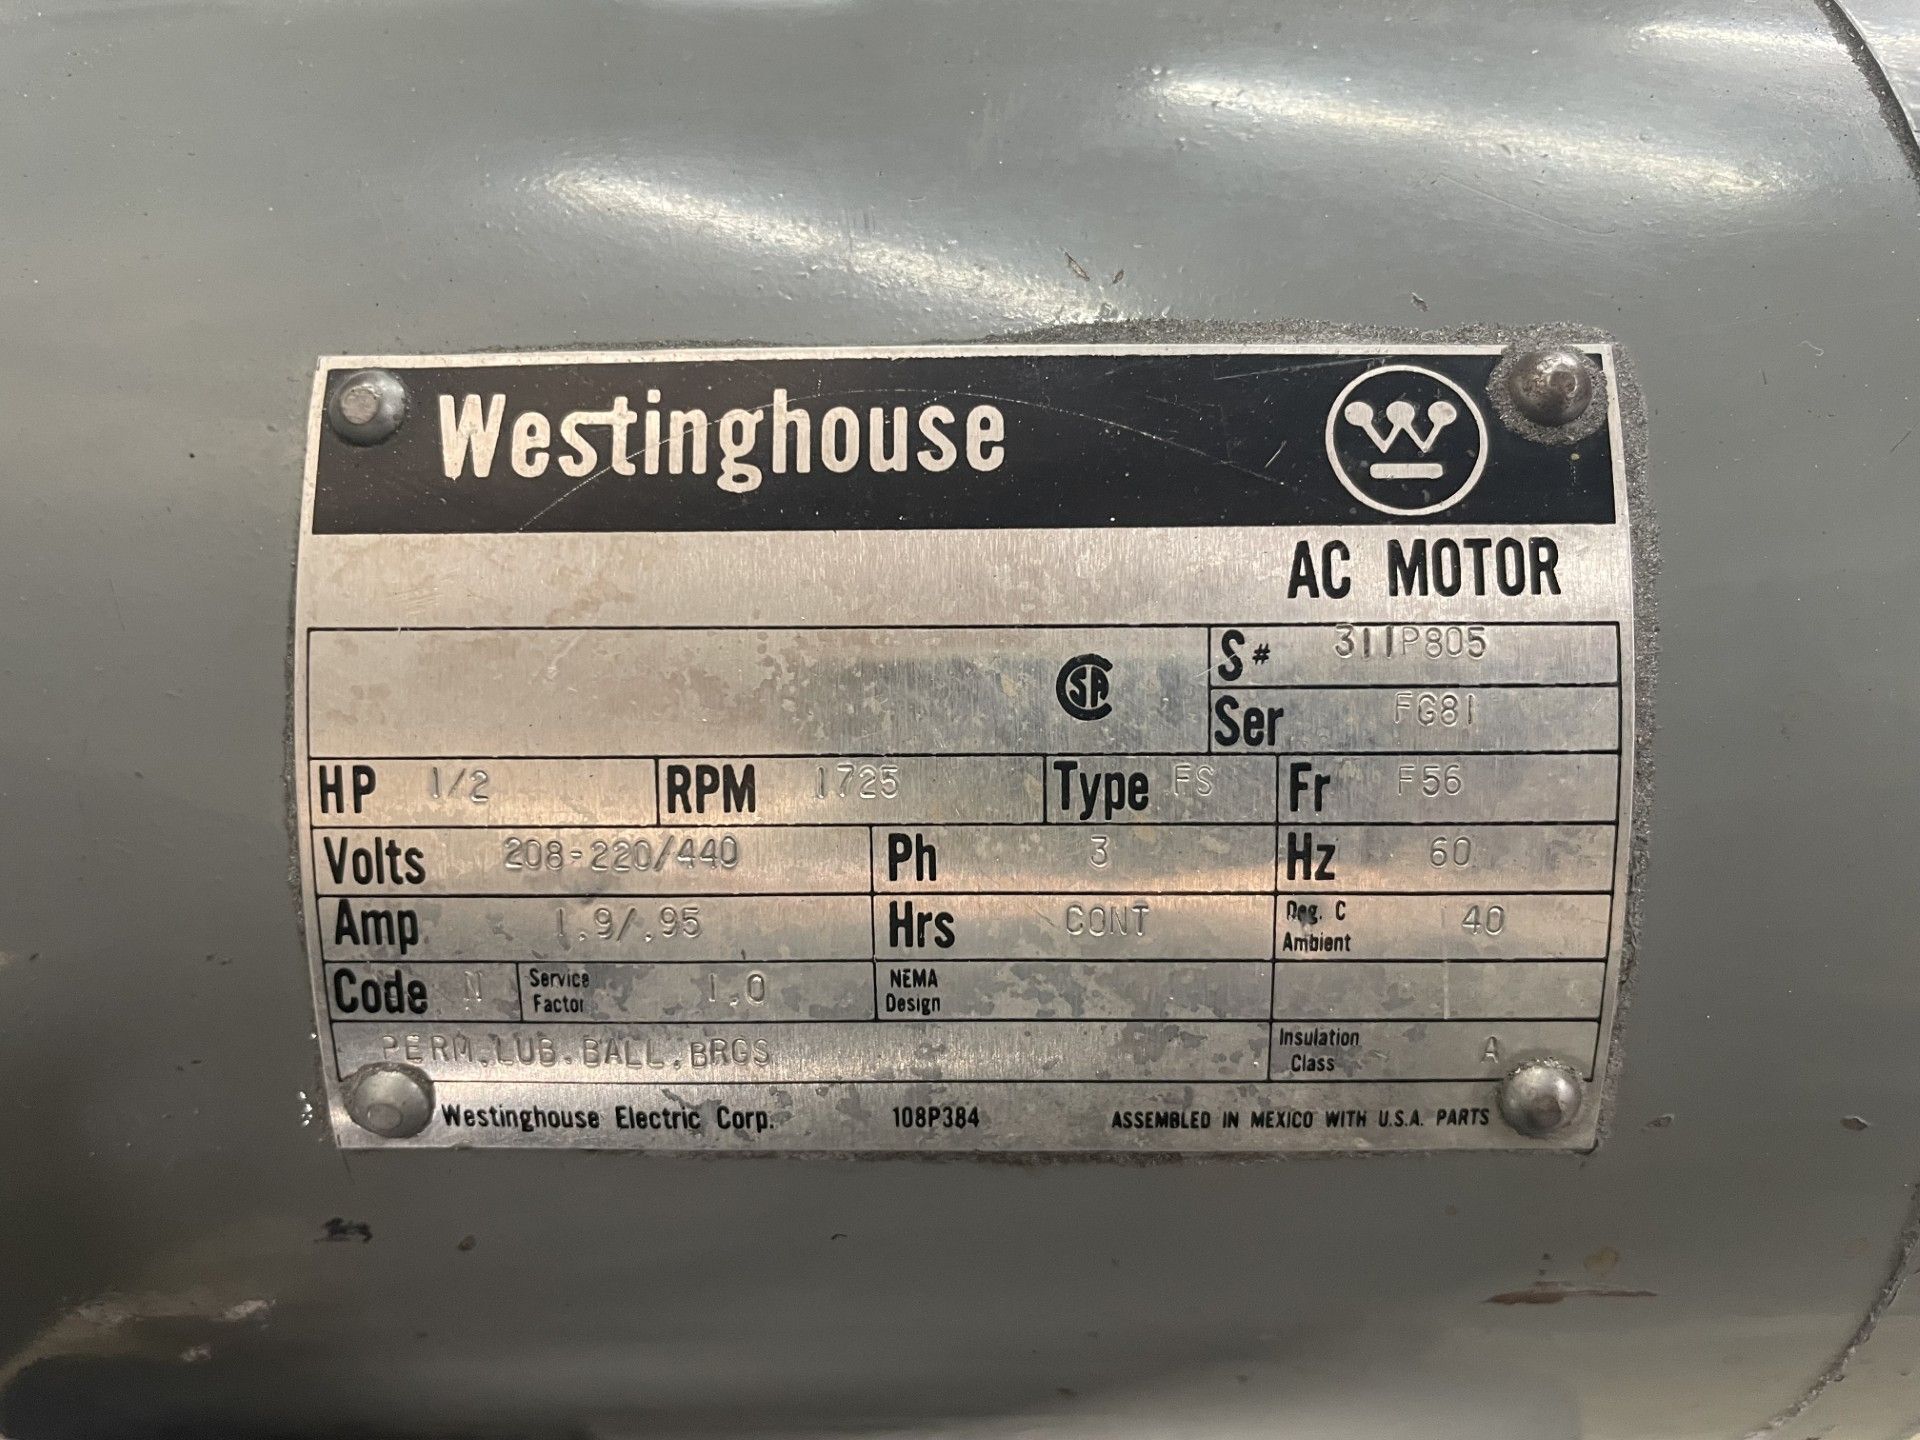 Westinghouse
AC MOTOR
CSA
S# 311P805
Ser FG81
HP 1/2 RPM 1725 Type FS Fr F56
Volts 208-220/440 Ph 3 Hz 60
Amp 1.9/.95 Hrs CONT Deg. C Ambient 40
Code N Service Factor 1.0 NEMA Design
PERM.LUB.BALL.BRGS Insulation Class A
Westinghouse Electric Corp. 108P384 ASSEMBLED IN MEXICO WITH U.S.A. PARTS